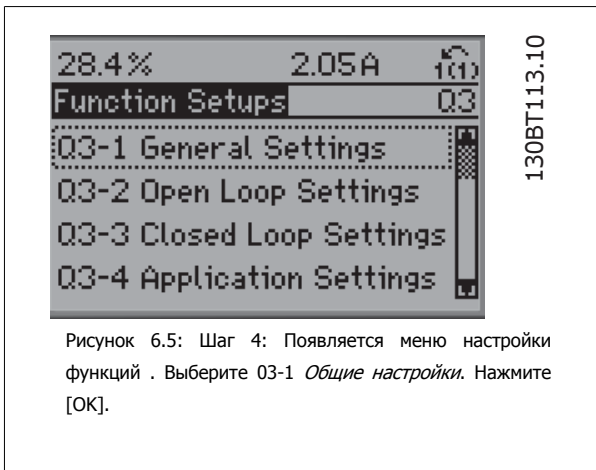 28.4% 2.05A 1(1)
Function Setups Q3
Q3-1 General Settings
Q3-2 Open Loop Settings
Q3-3 Closed Loop Settings
Q3-4 Application Settings
130BT113.10
Рисунок 6.5: Шаг 4: Появляется меню настройки
функций . Выберите 03-1 Общие настройки. Нажмите
[OK].